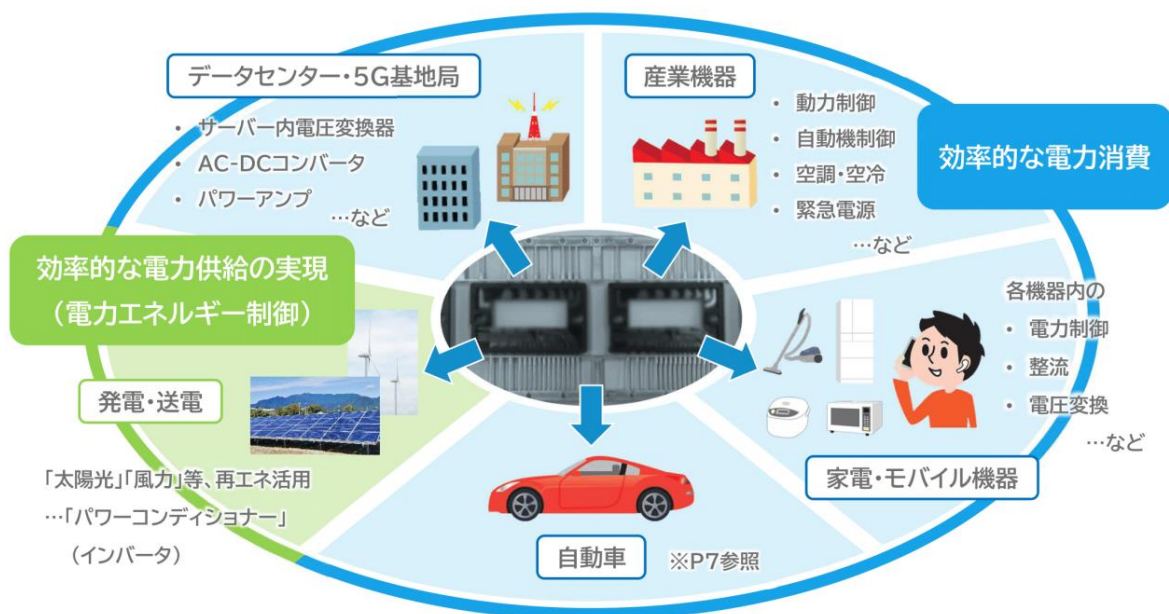 データセンター・5G基地局
・ サーバー内電圧変換器
・ AC-DCコンバータ
・ パワーアンプ
…など
産業機器
・ 動力制御
・ 自動機制御
・ 空調・空冷
・ 緊急電源
…など
効率的な電力消費
効率的な電力供給の実現
（電力エネルギー制御）
発電・送電
「太陽光」「風力」等、再エネ活用
…「パワーコンディショナー」
（インバータ）
各機器内の
・ 電力制御
・ 整流
・ 電圧変換
…など
家電・モバイル機器
自動車 ※P7参照